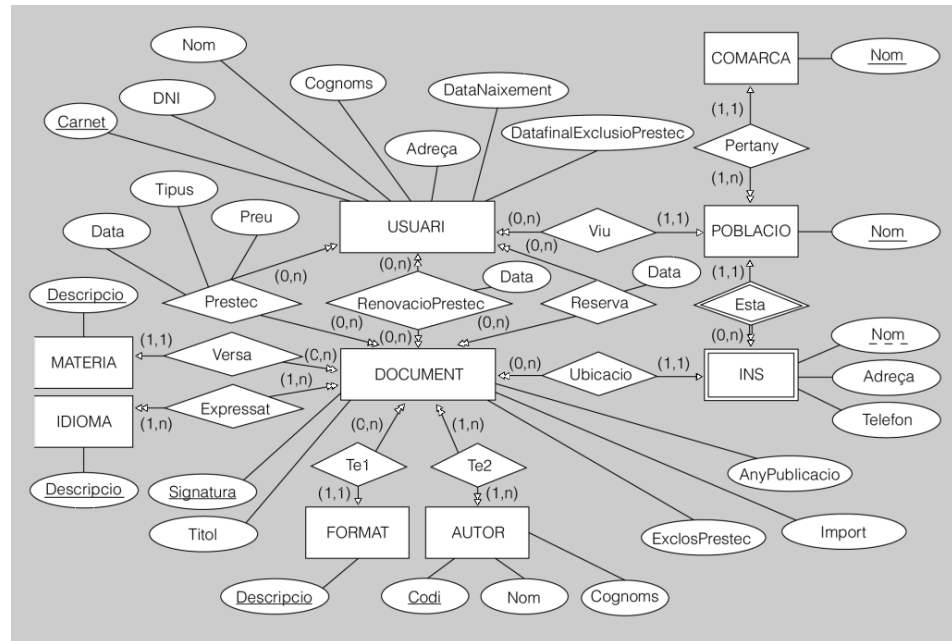 Nom
COMARCA
Nom
Cognoms
DNI
DataNaixement
(1,1)
Carnet
DatafinalExclusioPrestec
Pertany
Adreça
Tipus
(1,n)
Preu
Data
USUARI
(0,n)
Viu
(1,1)
POBLACIO
Nom
(0,n)
(0,n)
(0,n)
Data
Data
(1,1)
Descripcio
Prestec
RenovacioPrestec
Reserva
Esta
(0,n)
(0,n)
(0,n)
(0,n)
Nom
(1,1)
Versa
(C,n)
MATERIA
DOCUMENT
(0,n)
Ubicacio
(1,1)
INS
Adreça
(1,n)
IDIOMA
(1,n)
Expressat
Telefon
(C,n)
(1,n)
Te1
Te2
AnyPublicacio
Descripcio
Signatura
(1,1)
(1,n)
Titol
FORMAT
AUTOR
ExclosPrestec
Import
Descripcio
Codi
Nom
Cognoms